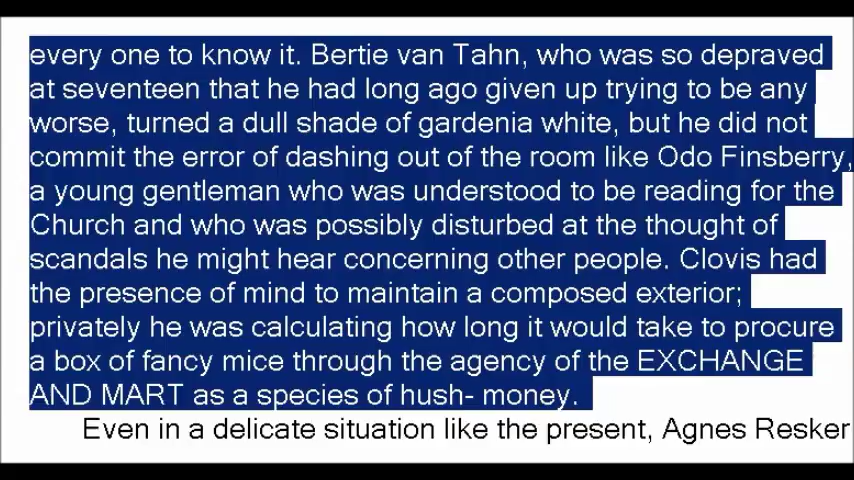 every one to know it. Bertie van Tahn, who was so depraved
at seventeen that he had long ago given up trying to be any
worse, turned a dull shade of gardenia white, but he did not
commit the error of dashing out of the room like Odo Finsberry,
a young gentleman who was understood to be reading for the
Church and who was possibly disturbed at the thought of
scandals he might hear concerning other people. Clovis had
the presence of mind to maintain a composed exterior;
privately he was calculating how long it would take to procure
a box of fancy mice through the agency of the EXCHANGE
AND MART as a species of hush- money.
Even in a delicate situation like the present, Agnes Resker